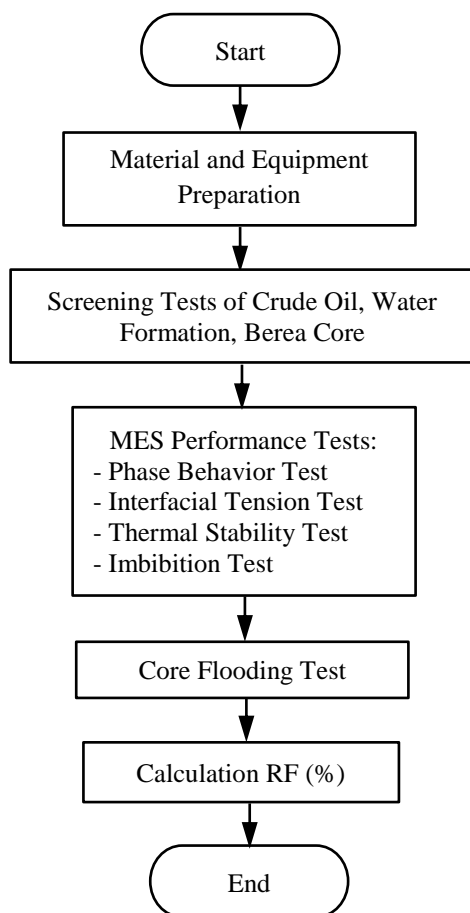 Start
Material and Equipment
Preparation
Screening Tests of Crude Oil, Water
Formation, Berea Core
MES Performance Tests:
- Phase Behavior Test
- Interfacial Tension Test
- Thermal Stability Test
- Imbibition Test
Core Flooding Test
Calculation RF (%)
End